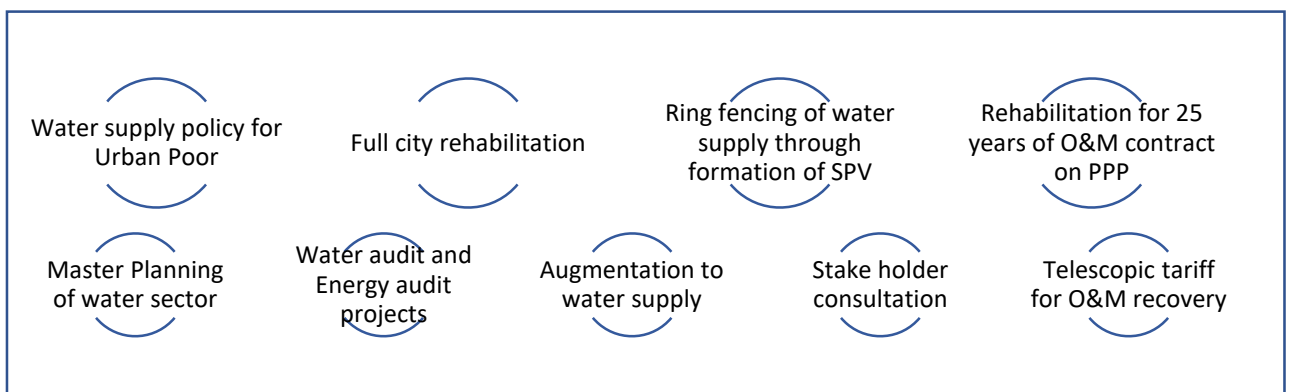 Water supply policy for
Urban Poor
Full city rehabilitation
Ring fencing of water
supply through
formation of SPV
Rehabilitation for 25
years of O&M contract
on PPP
Master Planning
of water sector
Water audit and
Energy audit
projects
Augmentation to
water supply
Stake holder
consultation
Telescopic tariff
for O&M recovery